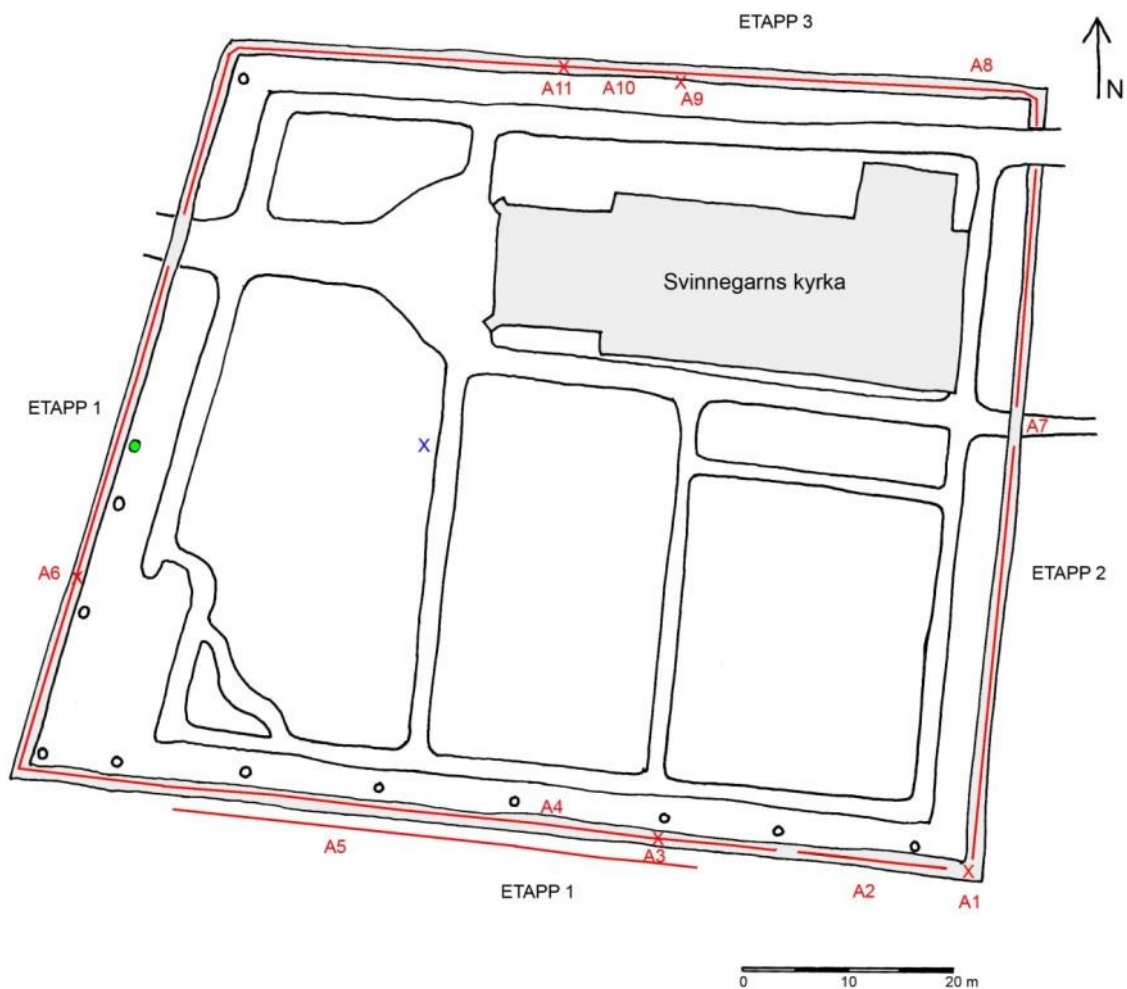 ETAPP 3
N
A8
A11
A10
A9
Svinnegarns kyrka
ETAPP 1
X
A7
A6
ETAPP 2
A4
A3
A5
A2
ETAPP 1
A1
0
10
20 m